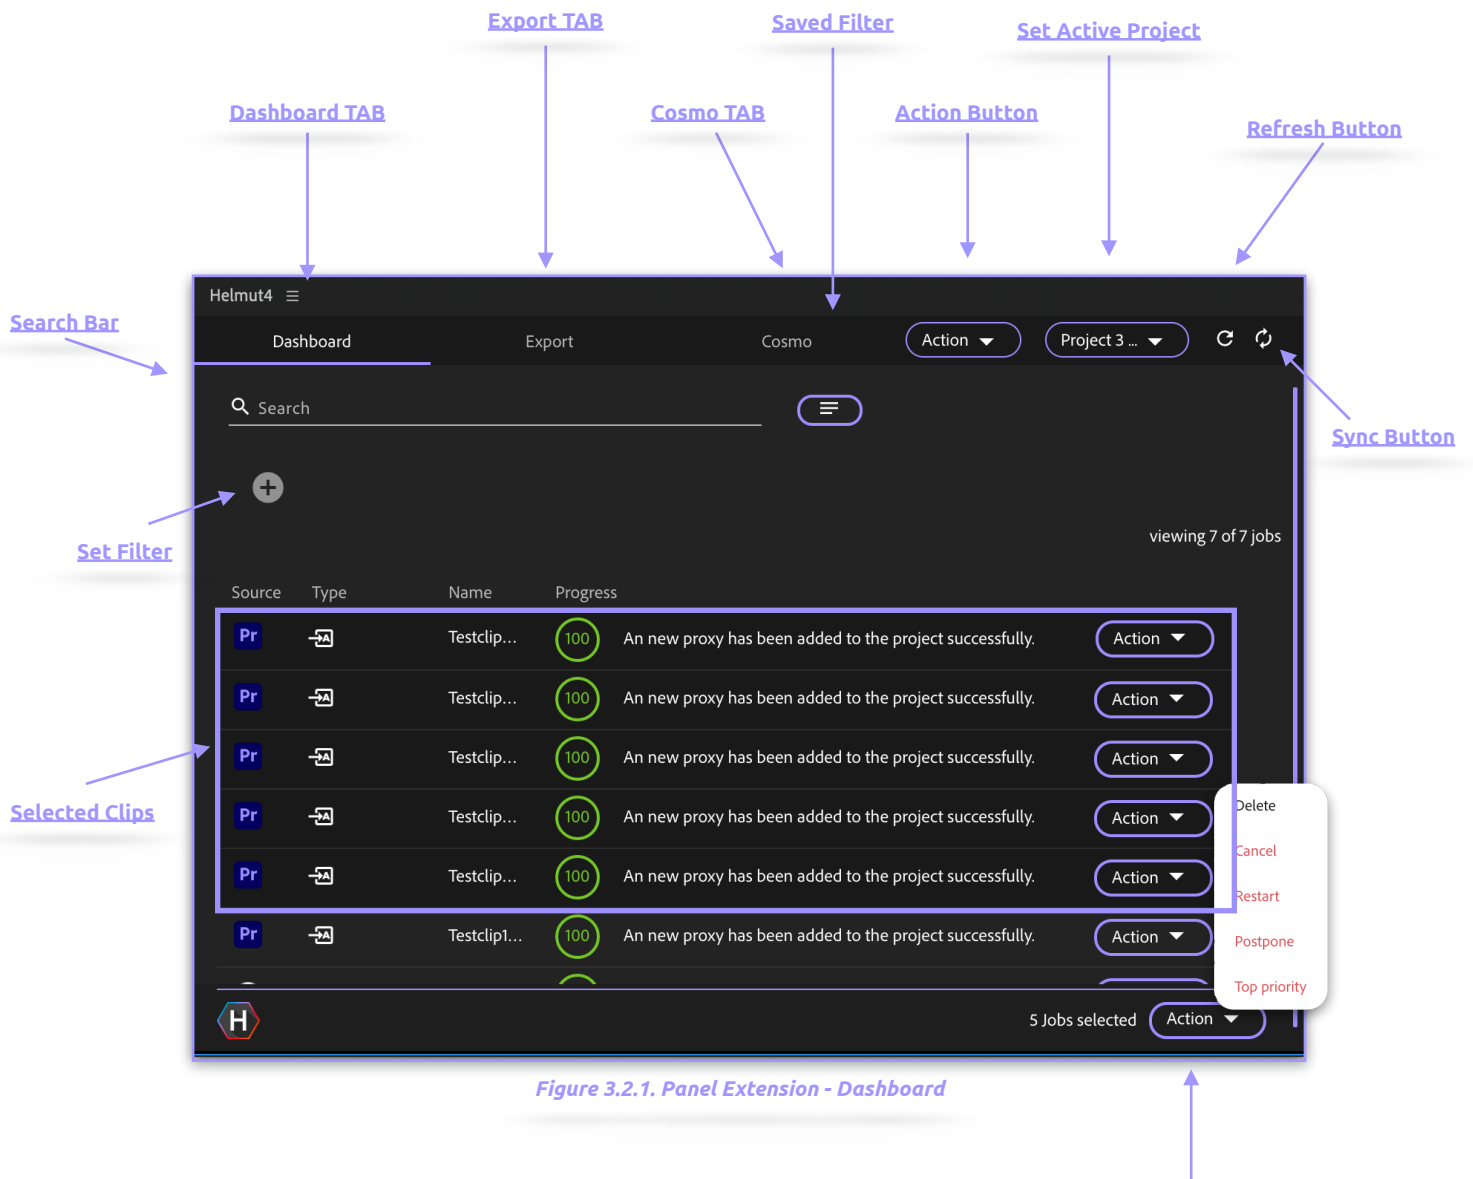 Export TAB
Saved Filter
Set Active Project
Dashboard TAB
Cosmo TAB
Action Button
Refresh Button
Helmut4
Search Bar
Dashboard
Export
Cosmo
Action
Project 3 ...
Search
Sync Button
Set Filter
viewing 7 of 7 jobs
Source Type Name Progress
Pr A Testclip... 100 An new proxy has been added to the project successfully. Action
Pr A Testclip... 100 An new proxy has been added to the project successfully. Action
Pr A Testclip... 100 An new proxy has been added to the project successfully. Action
Selected Clips
Pr A Testclip... 100 An new proxy has been added to the project successfully. Action
Pr A Testclip... 100 An new proxy has been added to the project successfully. Action
Pr A Testclip1... 100 An new proxy has been added to the project successfully. Action
Delete
Cancel
Restart
Postpone
Top priority
H
5 Jobs selected Action
Figure 3.2.1. Panel Extension - Dashboard